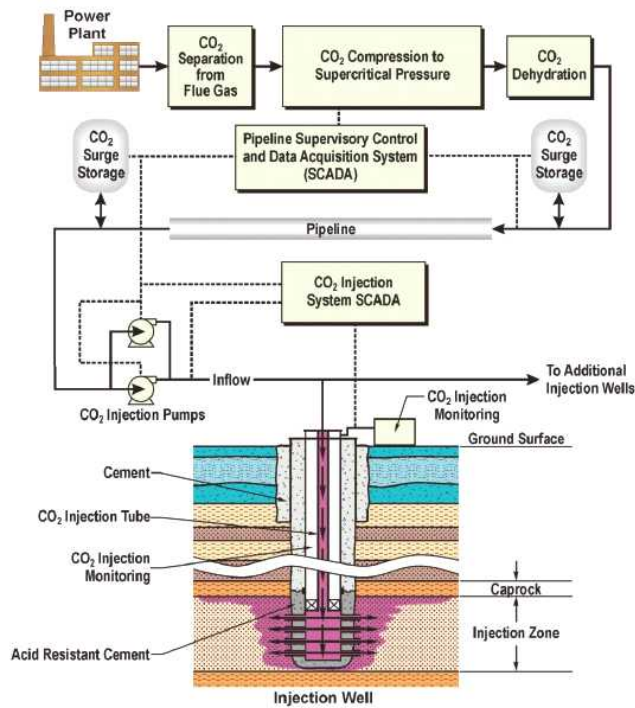 Power
Plant
CO₂
Separation
from
Flue Gas
CO₂ Compression to
Supercritical Pressure
CO₂
Dehydration
CO₂
Surge
Storage
Pipeline Supervisory Control
and Data Acquisition System
(SCADA)
CO₂
Surge
Storage
Pipeline
CO₂ Injection
System SCADA
Inflow
To Additional
Injection Wells
CO₂ Injection Pumps
CO₂ Injection
Monitoring
Ground Surface
Cement
CO₂ Injection Tube
CO₂ Injection
Monitoring
Caprock
Injection Zone
Acid Resistant Cement
Injection Well